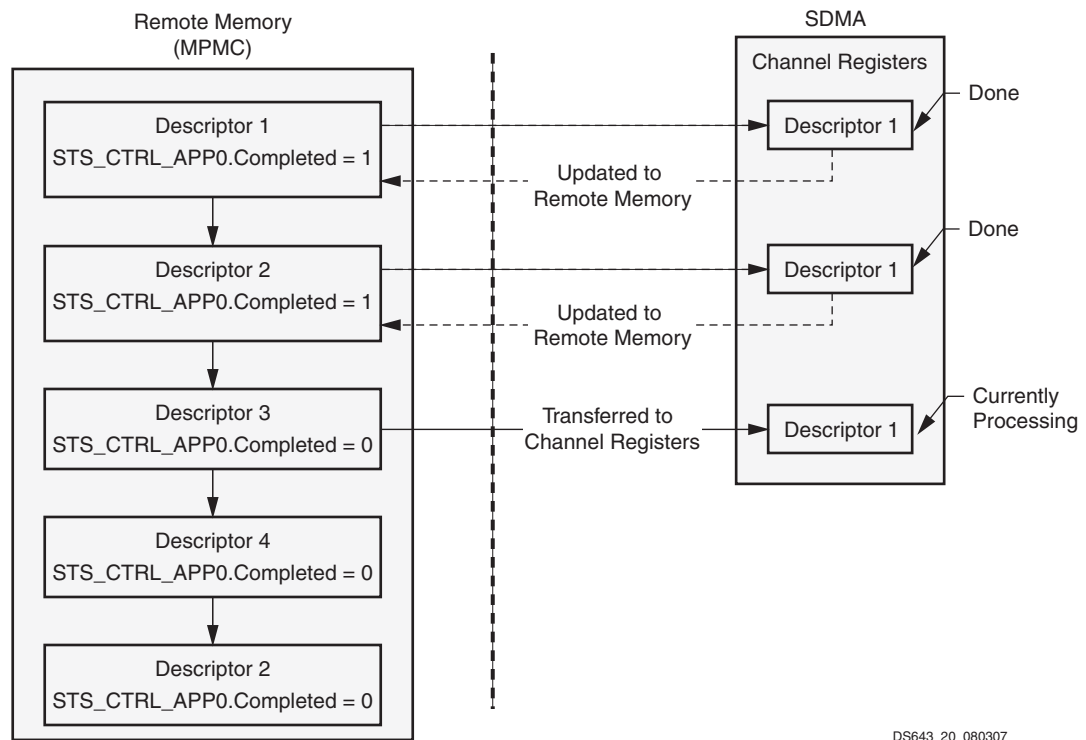 Remote Memory
(MPMC)
SDMA
Channel Registers
Descriptor 1
STS_CTRL_APP0.Completed = 1
Descriptor 1
Done
Updated to
Remote Memory
Descriptor 2
STS_CTRL_APP0.Completed = 1
Descriptor 1
Done
Updated to
Remote Memory
Descriptor 3
STS_CTRL_APP0.Completed = 0
Transferred to
Channel Registers
Descriptor 1
Currently
Processing
Descriptor 4
STS_CTRL_APP0.Completed = 0
Descriptor 2
STS_CTRL_APP0.Completed = 0
DS643_20_080307